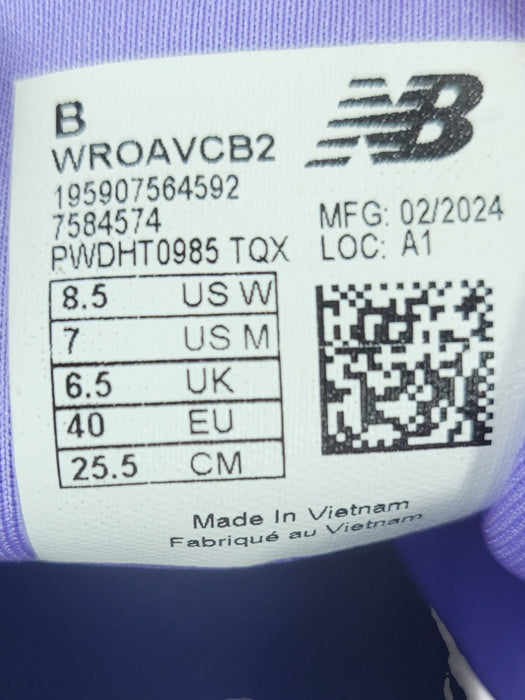 B
NB
WROAVCB2
195907564592
7584574
PWDHT0985 TQX
MFG: 02/2024
LOC: A1
8.5 US W
7 US M
6.5 UK
40 EU
25.5 CM
Made In Vietnam
Fabriqué au Vietnam